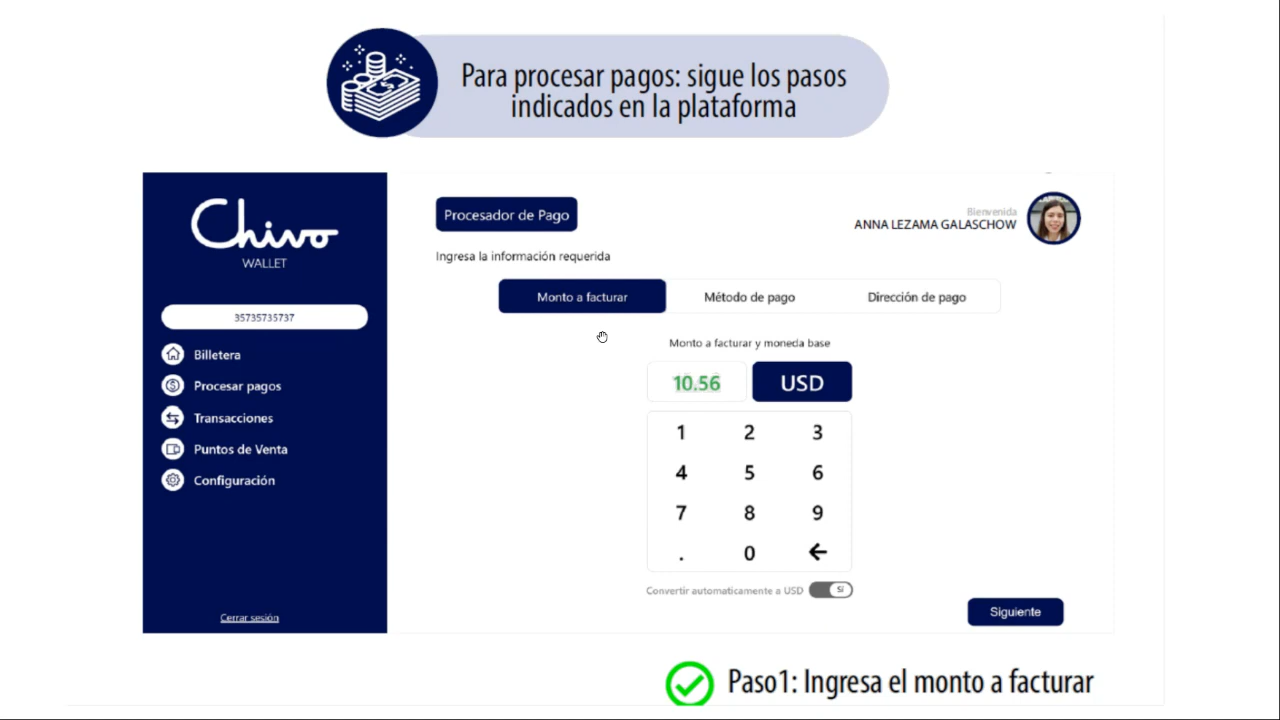 Para procesar pagos: sigue los pasos
indicados en la plataforma
Chivo
WALLET
35735735737
Billetera
Procesar pagos
Transacciones
Puntos de Venta
Configuración
Cerrar sesión
Procesador de Pago
Bienvenida
ANNA LEZAMA GALASCHOW
Ingresa la información requerida
Monto a facturar
Método de pago
Dirección de pago
Monto a facturar y moneda base
10.56 USD
1 2 3
4 5 6
7 8 9
. 0 ←
Convertir automaticamente a USD SI
Siguiente
Paso1: Ingresa el monto a facturar